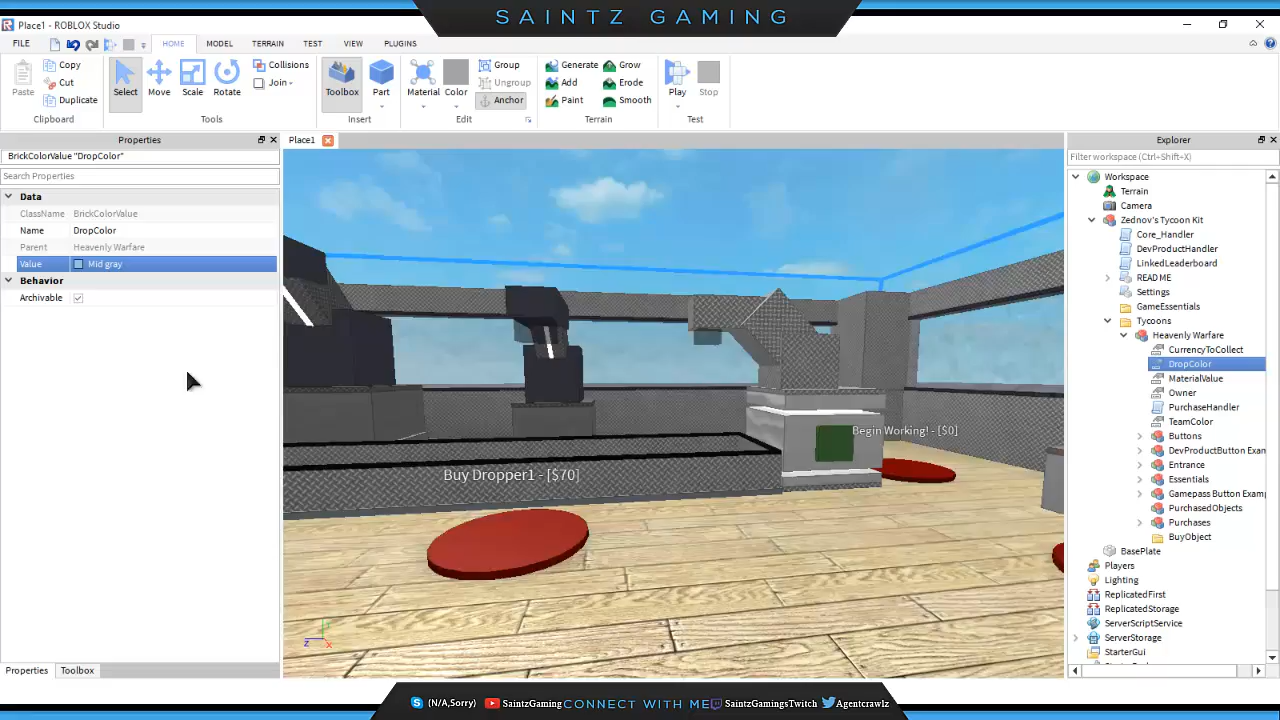 SAINTZ GAMING
Place1 - ROBLOX Studio
FILE
HOME
MODEL
TERRAIN
TEST
VIEW
PLUGINS
Paste
Copy
Cut
Duplicate
Clipboard
Select
Move
Scale
Rotate
Collisions
Join
Tools
Toolbox
Part
Insert
Material
Color
Group
Ungroup
Anchor
Edit
Generate
Add
Paint
Grow
Erode
Smooth
Terrain
Play
Stop
Test
Properties
BrickColorValue "DropColor"
Search Properties
Data
ClassName BrickColorValue
Name DropColor
Parent Heavenly Warfare
Value Mid gray
Behavior
Archivable
Properties
Toolbox
Place1
Begin Working! - [$0]
Buy Dropper1 - [$70]
Z
X
Explorer
Filter workspace (Ctrl+Shift+X)
Workspace
Terrain
Camera
Zednov's Tycoon Kit
Core_Handler
DevProductHandler
LinkedLeaderboard
README
Settings
GameEssentials
Tycoons
Heavenly Warfare
CurrencyToCollect
DropColor
MaterialValue
Owner
PurchaseHandler
TeamColor
Buttons
DevProductButton Exan
Entrance
Essentials
Gamepass Button Examp
PurchasedObjects
Purchases
BuyObject
BasePlate
Players
Lighting
ReplicatedFirst
ReplicatedStorage
ServerScriptService
ServerStorage
StarterGui
(N/A,Sorry)
SaintzGaming
CONNECT WITH ME
SaintzGamingsTwitch
Agentcrawlz